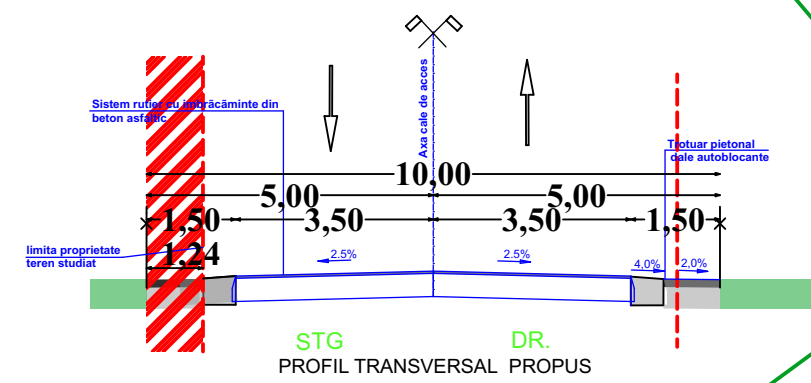 Axa cale de acces
Sistem rutier cu îmbrăcăminte din
beton asfaltic
Trotuar pietonal
dale autoblocante
10,00
5,00
5,00
1,50
3,50
3,50
1,50
limita proprietate
teren studiat
1,24
2.5%
2.5%
4,0%
2,0%
STG
DR.
PROFIL TRANSVERSAL PROPUS